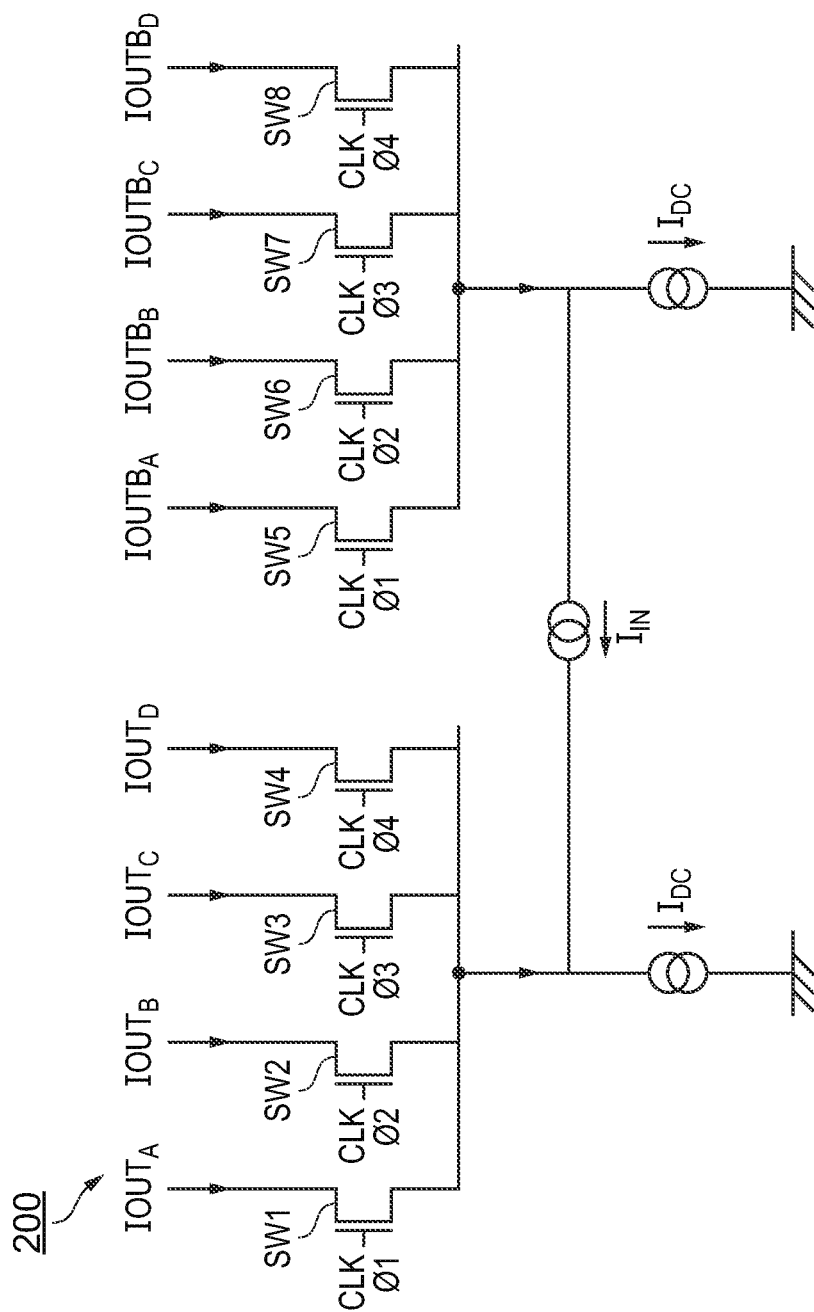 200
IOUT_A
IOUT_B
IOUT_C
IOUT_D
IOUTB_A
IOUTB_B
IOUTB_C
IOUTB_D
SW1
SW2
SW3
SW4
SW5
SW6
SW7
SW8
CLK
Ø1
CLK
Ø2
CLK
Ø3
CLK
Ø4
CLK
Ø1
CLK
Ø2
CLK
Ø3
CLK
Ø4
I_IN
I_DC
I_DC